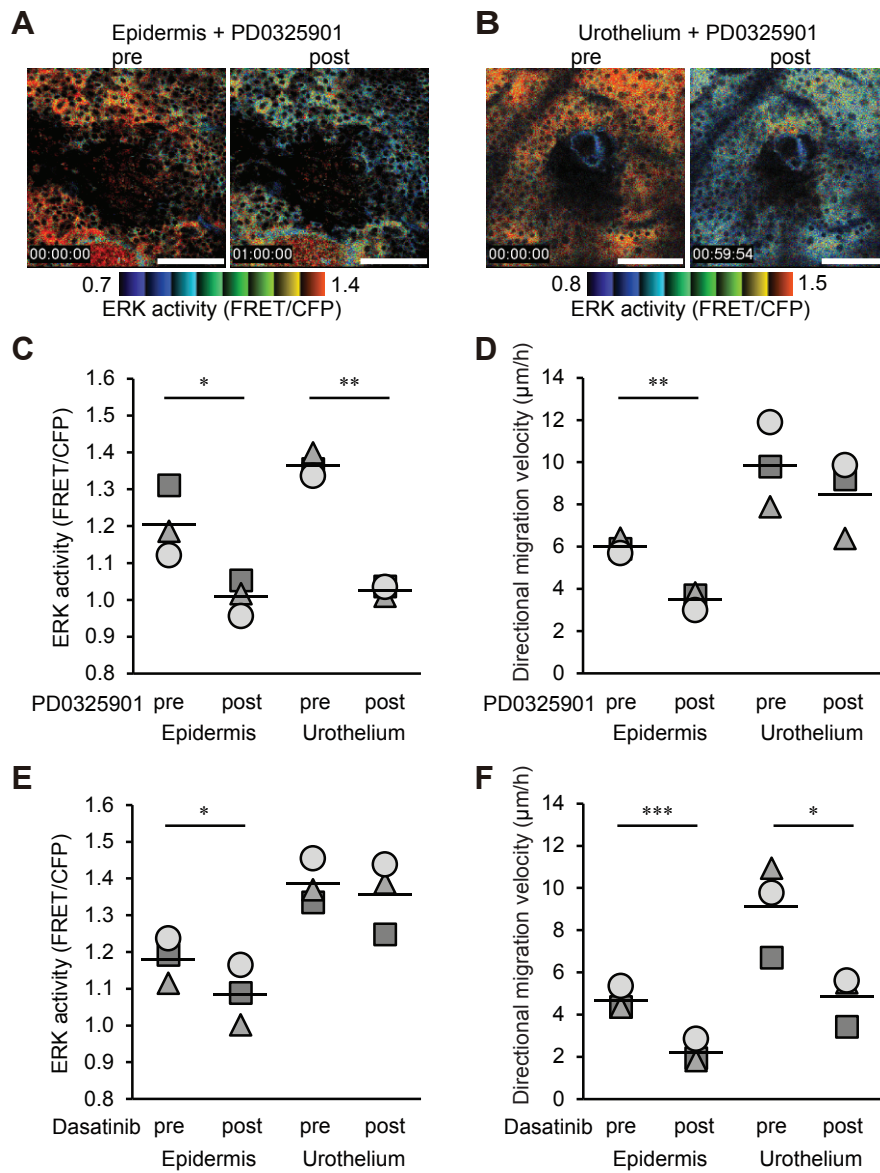 A
Epidermis + PD0325901
pre post
00:00:00
01:00:00
0.7 1.4
ERK activity (FRET/CFP)
B
Urothelium + PD0325901
pre post
00:00:00
00:59:54
0.8 1.5
ERK activity (FRET/CFP)
C
ERK activity (FRET/CFP)
1.6
1.5
1.4
1.3
1.2
1.1
1.0
0.9
0.8
* **
PD0325901 pre post pre post
Epidermis Urothelium
D
Directional migration velocity (µm/h)
14
12
10
8
6
4
2
0
**
PD0325901 pre post pre post
Epidermis Urothelium
E
ERK activity (FRET/CFP)
1.6
1.5
1.4
1.3
1.2
1.1
1.0
0.9
0.8
*
Dasatinib pre post pre post
Epidermis Urothelium
F
Directional migration velocity (µm/h)
14
12
10
8
6
4
2
0
*** *
Dasatinib pre post pre post
Epidermis Urothelium